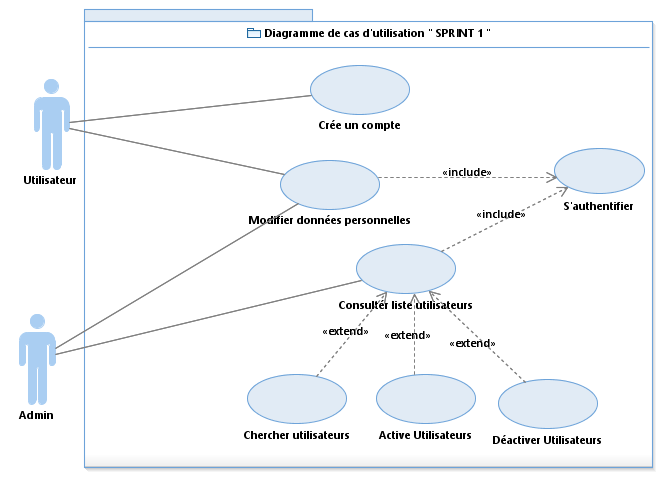 Diagramme de cas d'utilisation " SPRINT 1 "
Crée un compte
Utilisateur
«include»
Modifier données personnelles
S'authentifier
«include»
Consulter liste utilisateurs
«extend»
«extend»
«extend»
Admin
Chercher utilisateurs
Active Utilisateurs
Déactiver Utilisateurs